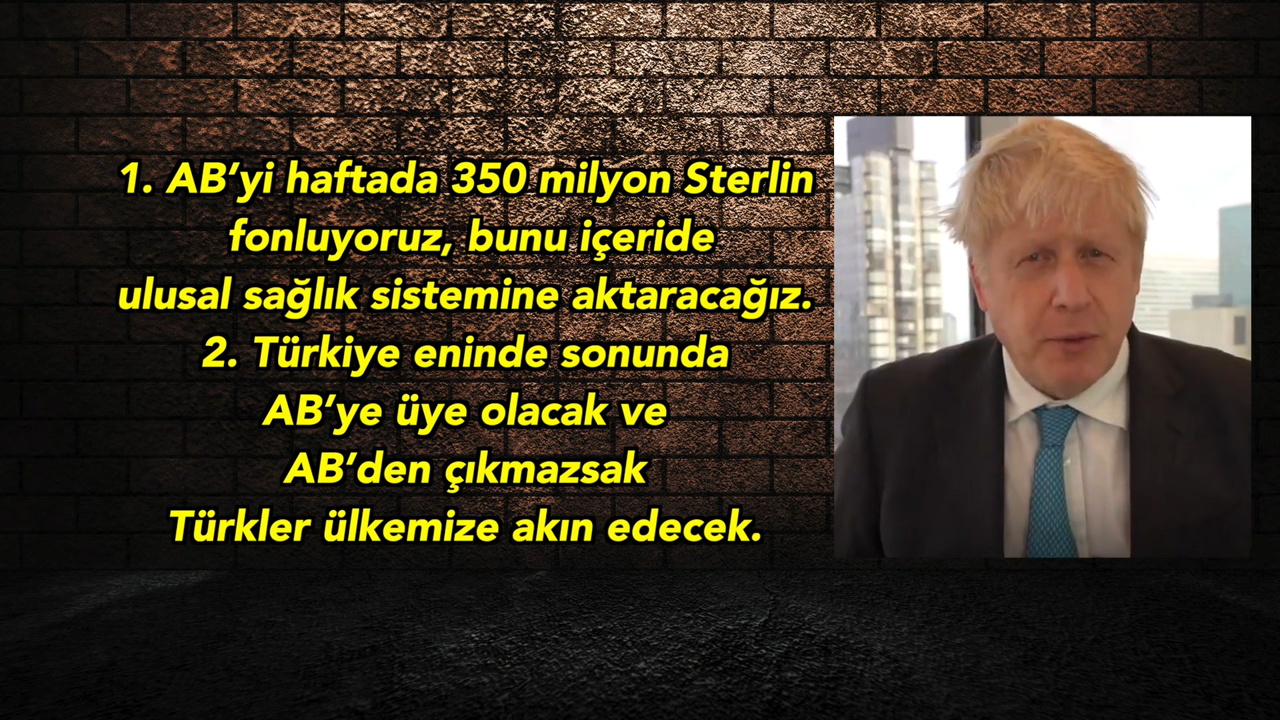 1. AB’yi haftada 350 milyon Sterlin
fonluyoruz, bunu içeride
ulusal sağlık sistemine aktaracağız.
2. Türkiye eninde sonunda
AB’ye üye olacak ve
AB’den çıkmazsak
Türkler ülkemize akın edecek.